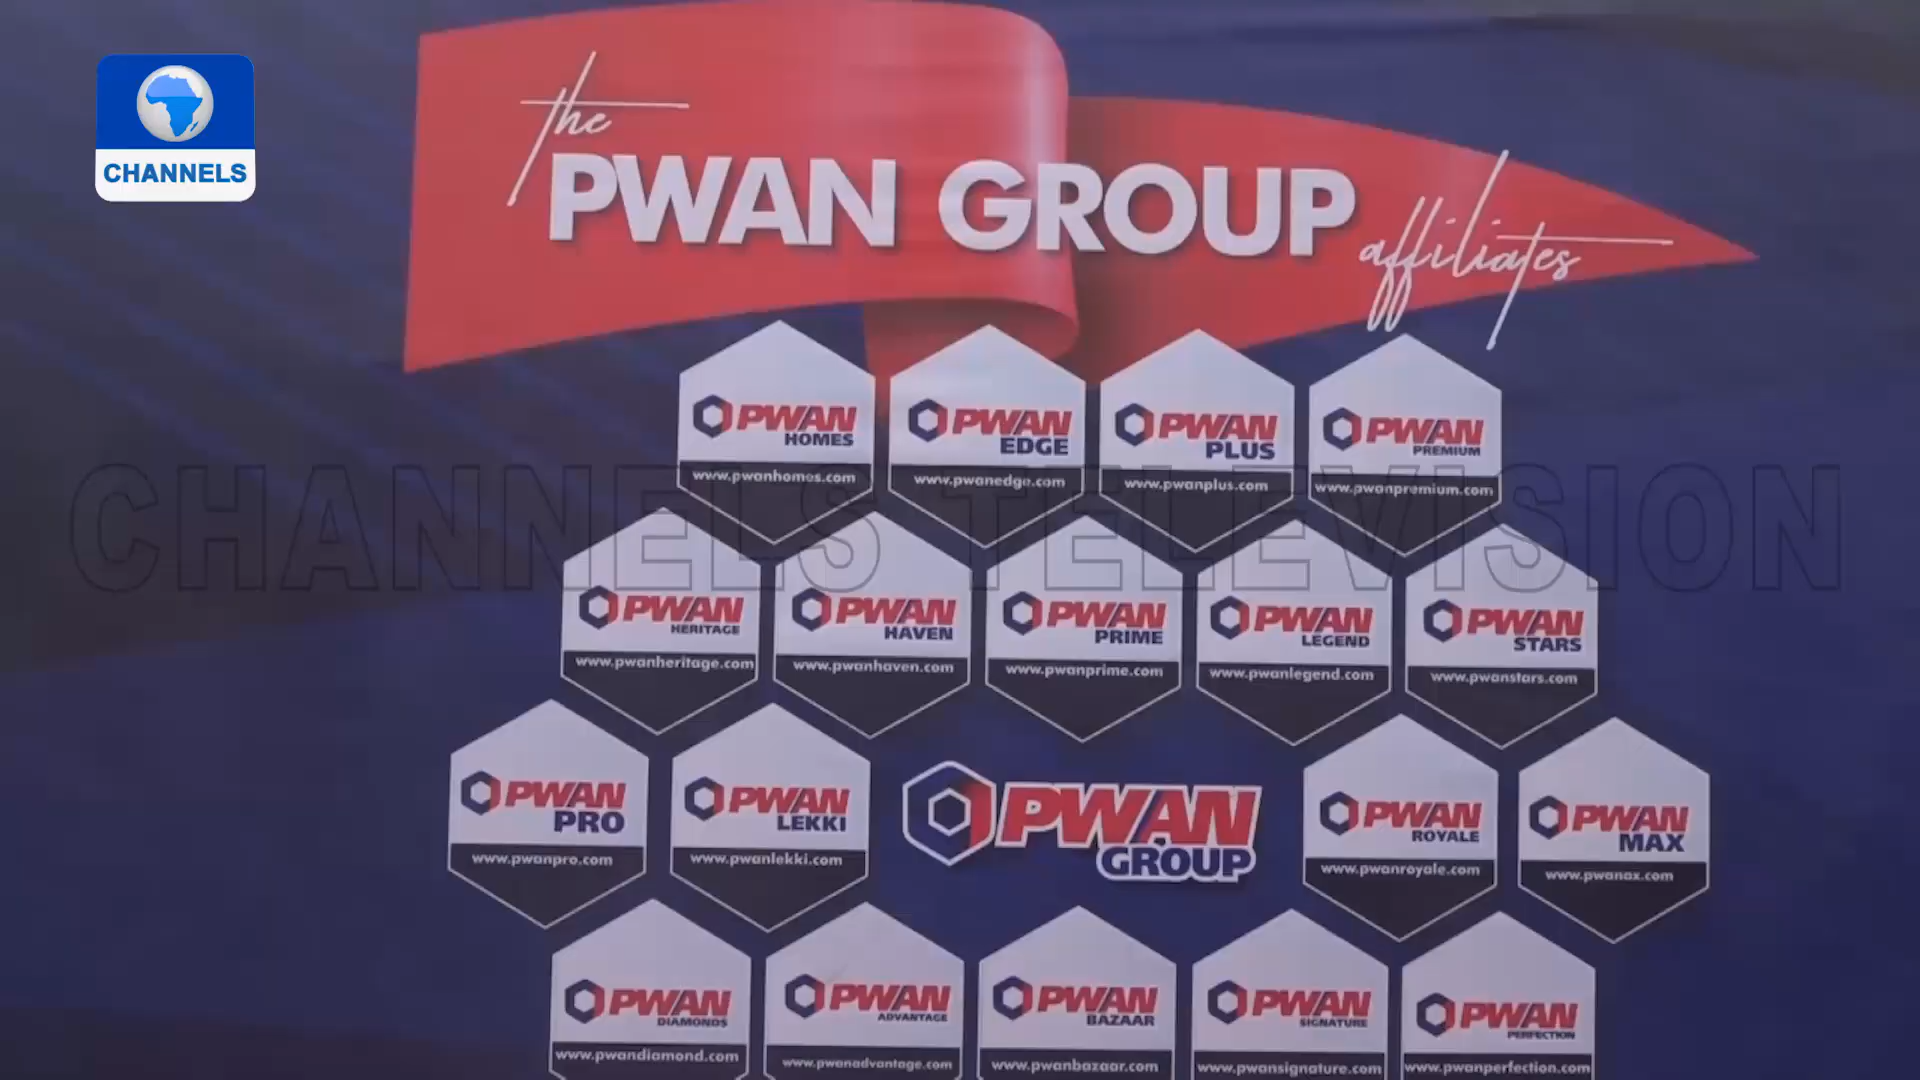 CHANNELS
the
PWAN GROUP
affiliates
PWAN
HOMES
www.pwanhomes.com
PWAN
EDGE
www.pwanedge.com
PWAN
PLUS
www.pwanplus.com
PWAN
PREMIUM
www.pwanpremium.com
CHANNELS TELEVISION
PWAN
HERITAGE
www.pwanheritage.com
PWAN
HAVEN
www.pwanhaven.com
PWAN
PRIME
www.pwanprime.com
PWAN
LEGEND
www.pwanlegend.com
PWAN
STARS
www.pwanstars.com
PWAN
PRO
www.pwanpro.com
PWAN
LEKKI
www.pwanlekki.com
PWAN
GROUP
PWAN
ROYALE
www.pwanroyale.com
PWAN
MAX
www.pwanax.com
PWAN
DIAMONDS
www.pwandiamond.com
PWAN
ADVANTAGE
www.pwanadvantage.com
PWAN
BAZAAR
www.pwanbazaar.com
PWAN
SIGNATURE
www.pwansignature.com
PWAN
PERFECTION
www.pwanperfection.com